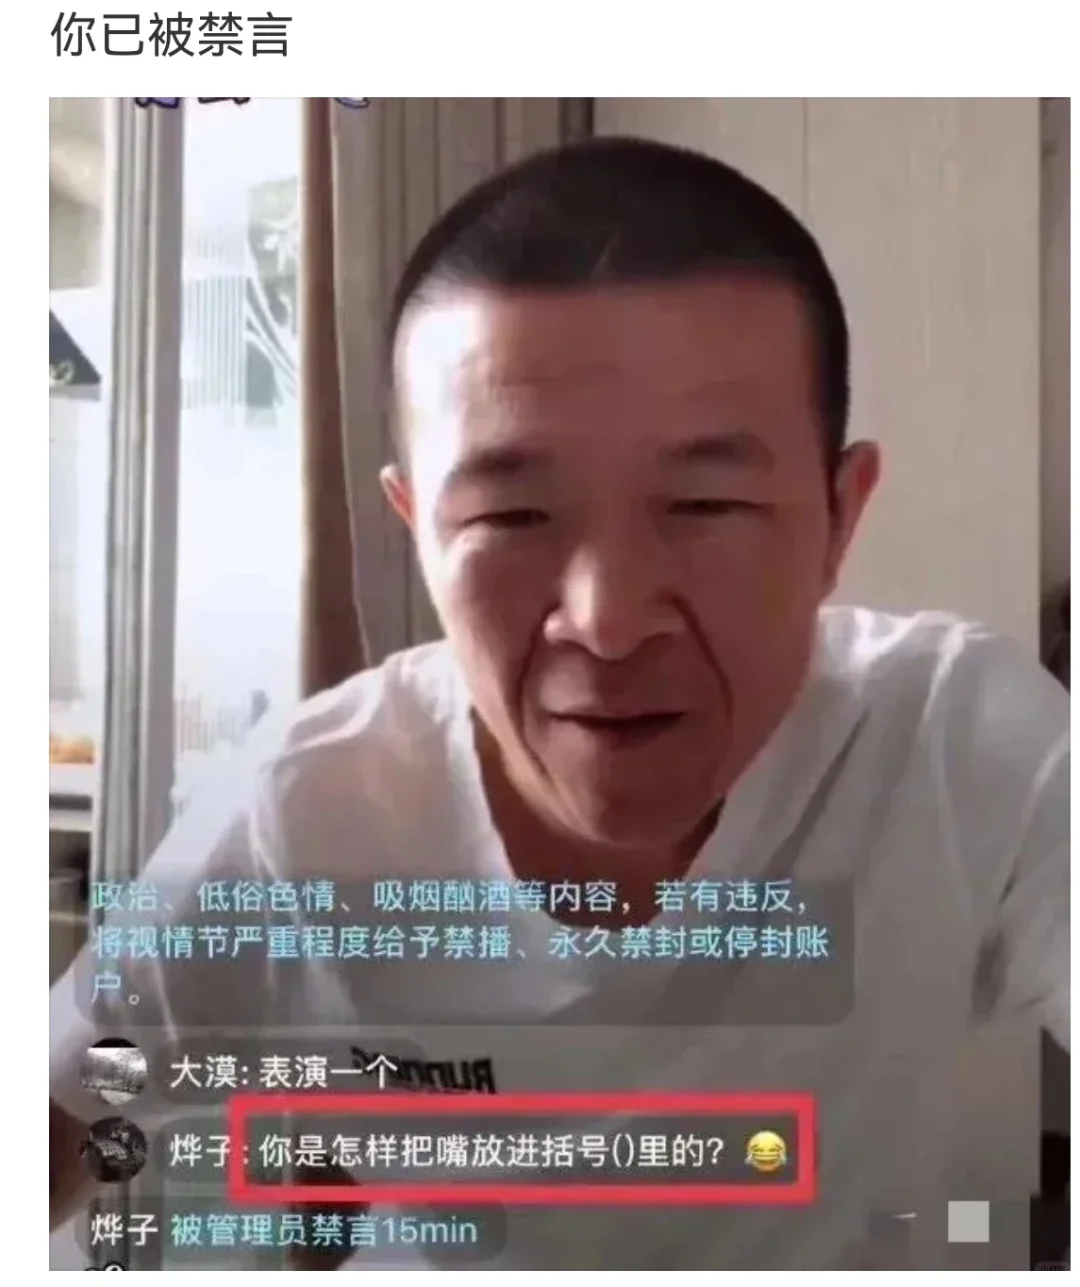 你已被禁言
政治、低俗色情、吸烟酗酒等内容，若有违反，
将视情节严重程度给予禁播、永久禁封或停封账
户。
大漠: 表演一个
烨子: 你是怎样把嘴放进括号()里的? 😂
烨子 被管理员禁言15min